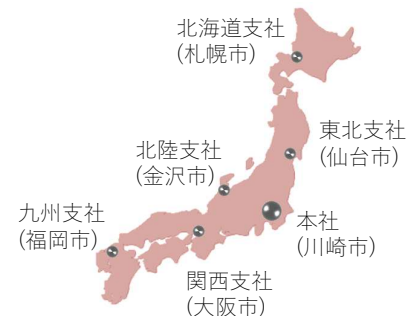 北海道支社
(札幌市)
東北支社
(仙台市)
北陸支社
(金沢市)
九州支社
(福岡市)
本社
(川崎市)
関西支社
(大阪市)